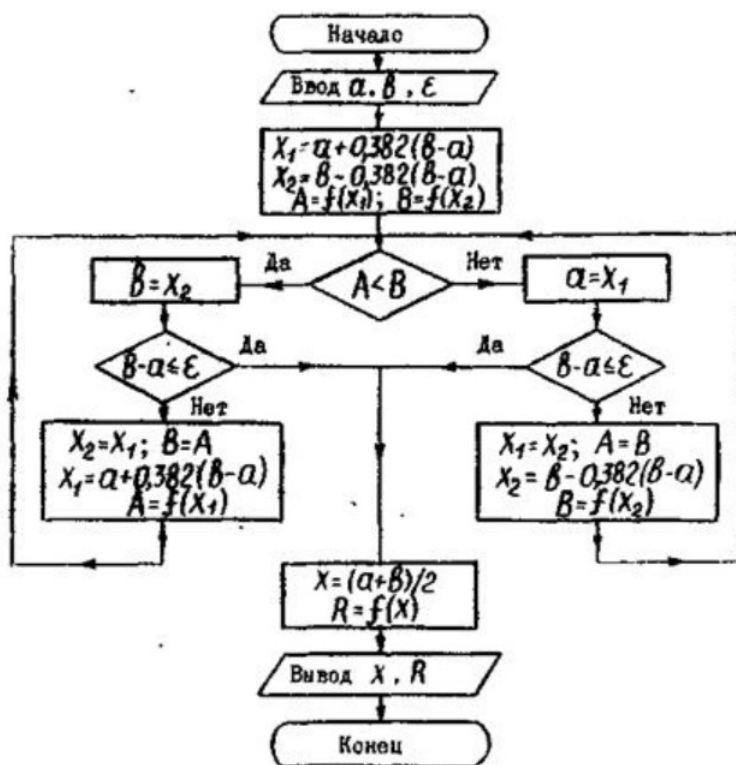 Начало
Ввод a, в, ε
X₁=a+0,382(в-a)
X₂=в-0,382(в-a)
A=f(X₁); B=f(X₂)
Да
A<B
Нет
в=X₂
a=X₁
в-a≤ε
Да
Да
в-a≤ε
Нет
Нет
X₂=X₁; B=A
X₁=a+0,382(в-a)
A=f(X₁)
X₁=X₂; A=B
X₂=в-0,382(в-a)
B=f(X₂)
X=(a+в)/2
R=f(X)
Вывод X, R
Конец